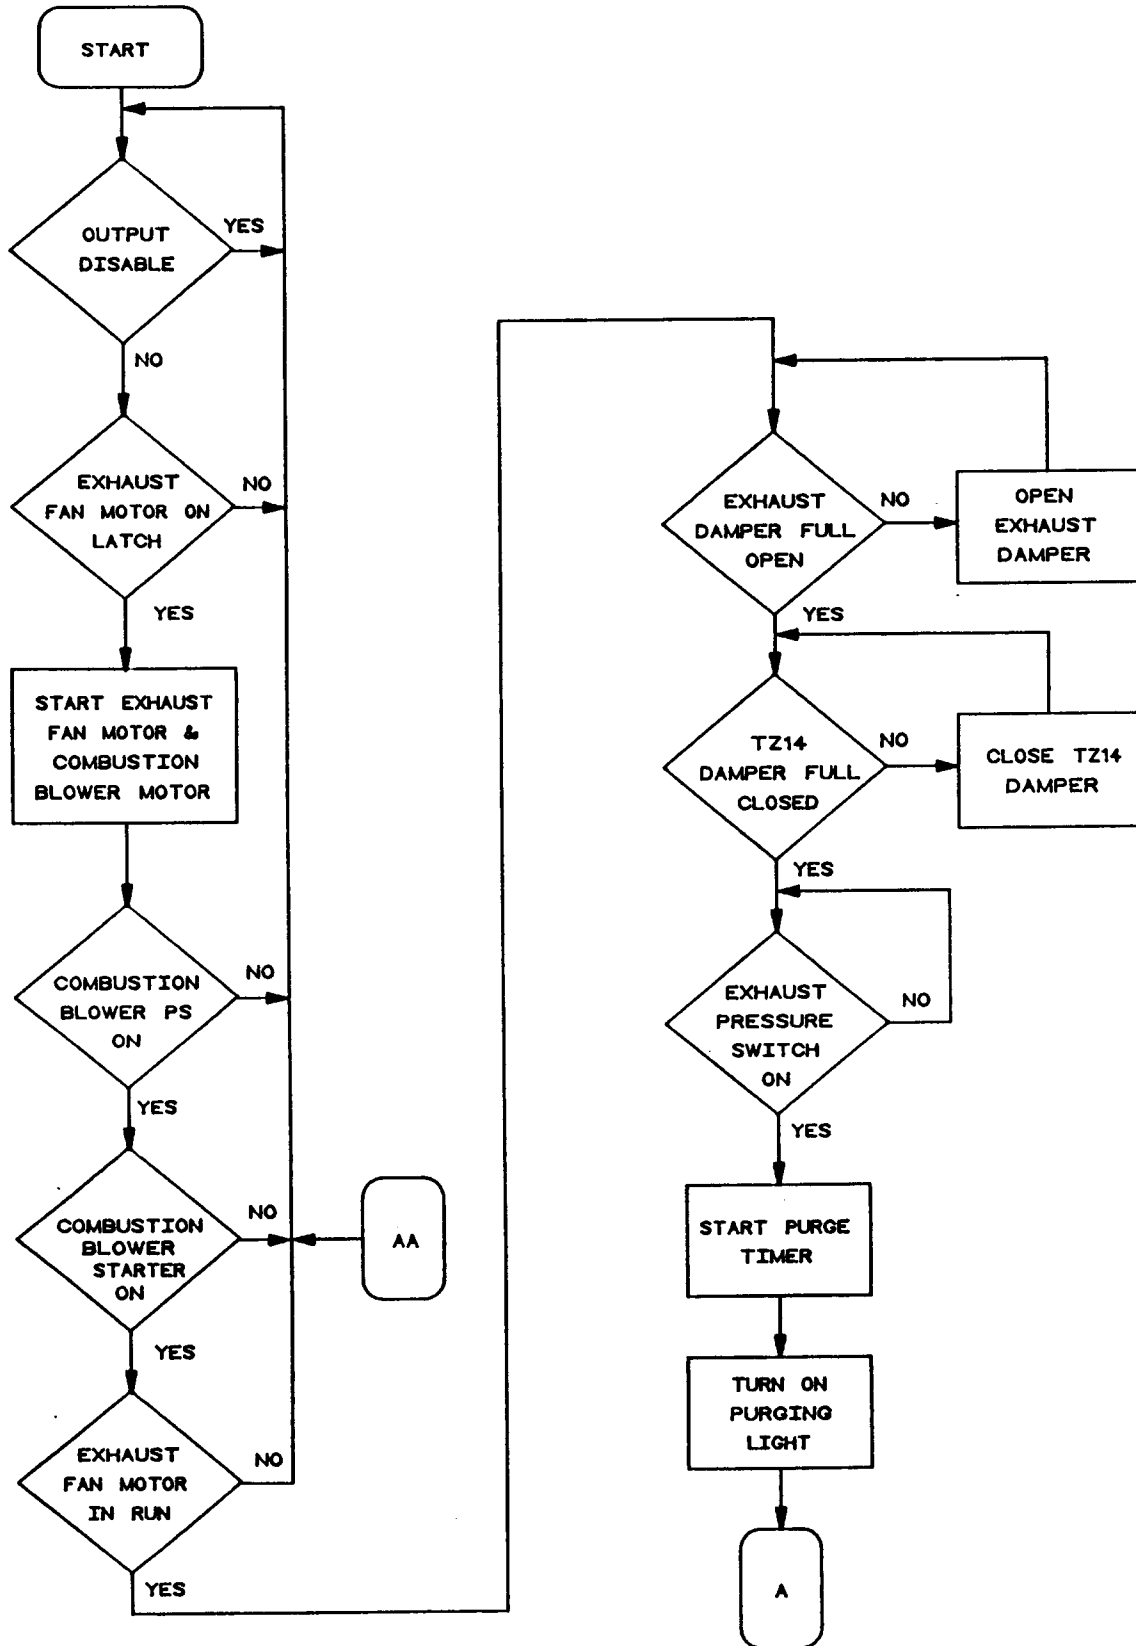 START
OUTPUT
DISABLE
YES
NO
EXHAUST
FAN MOTOR ON
LATCH
NO
YES
START EXHAUST
FAN MOTOR &
COMBUSTION
BLOWER MOTOR
COMBUSTION
BLOWER PS
ON
NO
YES
COMBUSTION
BLOWER
STARTER
ON
NO
AA
YES
EXHAUST
FAN MOTOR
IN RUN
NO
YES
EXHAUST
DAMPER FULL
OPEN
NO
OPEN
EXHAUST
DAMPER
YES
TZ14
DAMPER FULL
CLOSED
NO
CLOSE TZ14
DAMPER
YES
EXHAUST
PRESSURE
SWITCH
ON
NO
YES
START PURGE
TIMER
TURN ON
PURGING
LIGHT
A